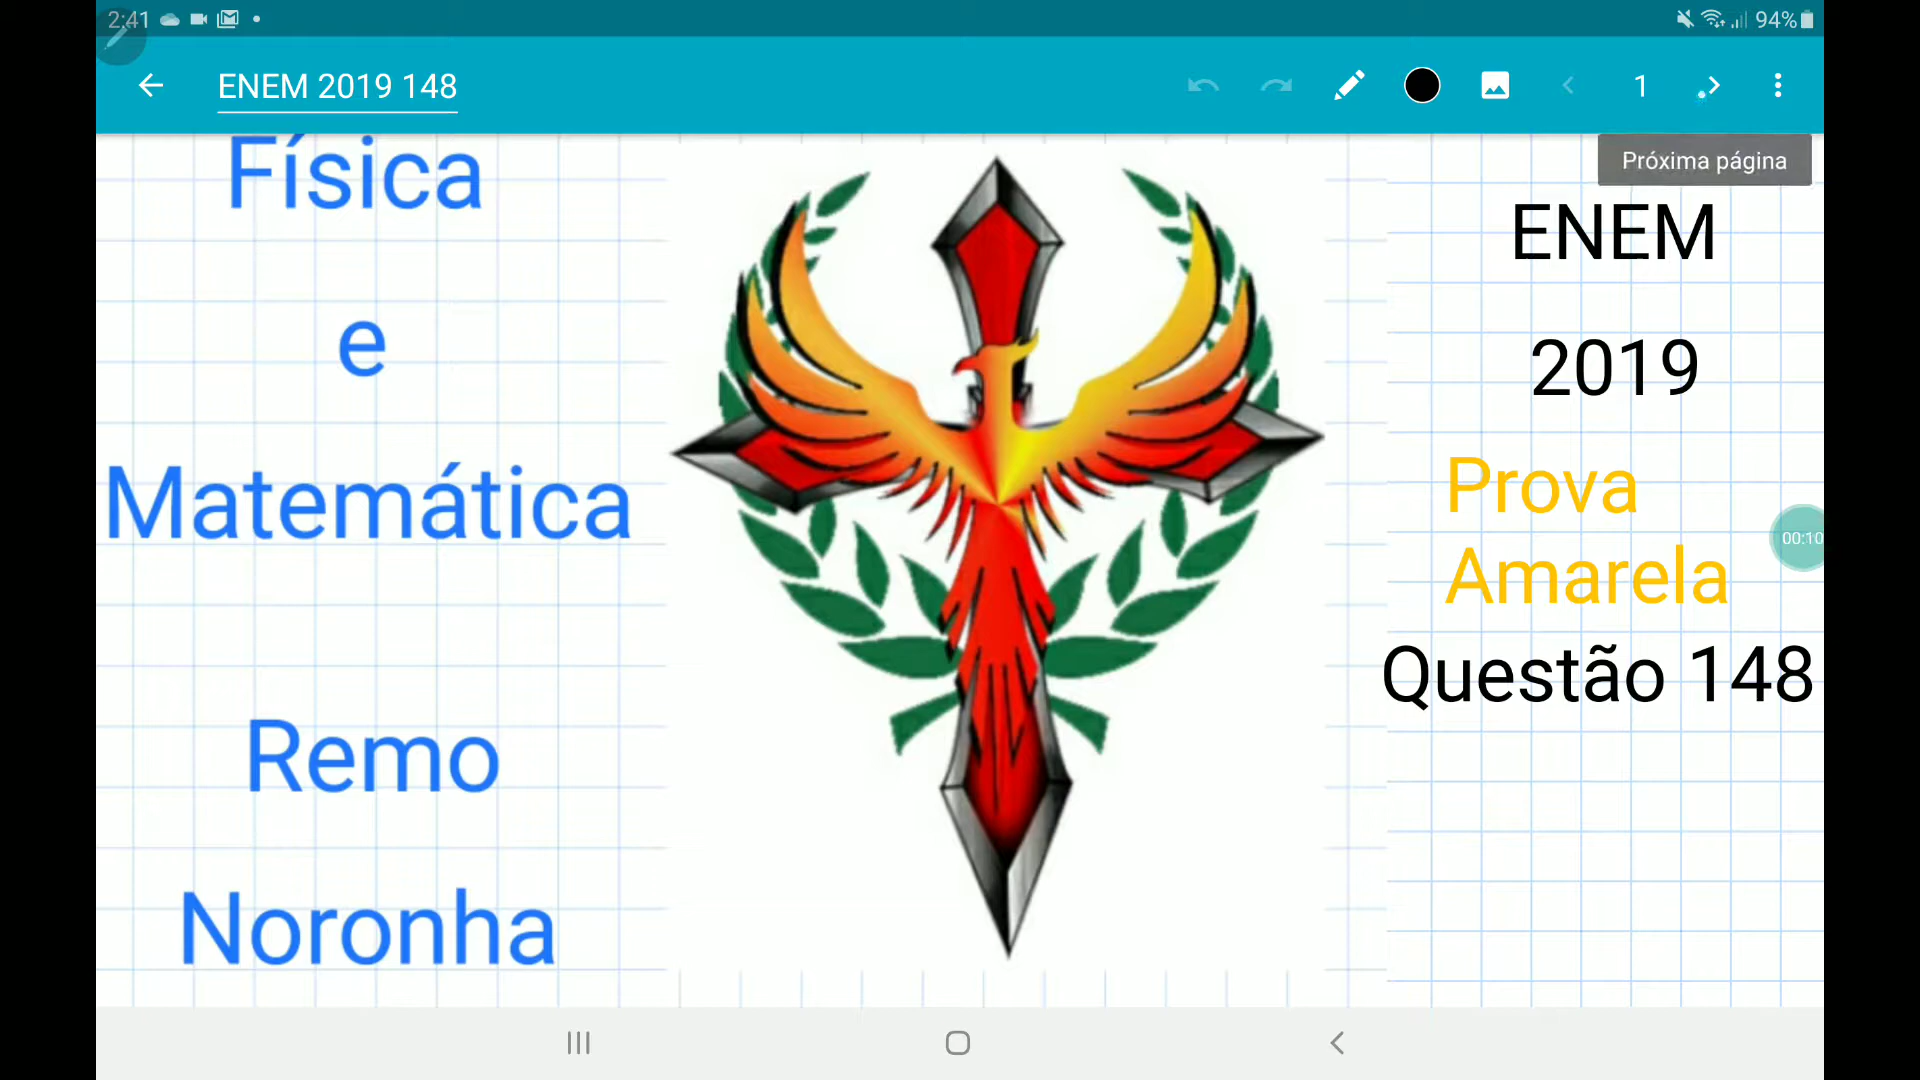 2:41
94%
ENEM 2019 148
1
Próxima página
Física
e
Matemática
Remo
Noronha
ENEM
2019
Prova
Amarela
Questão 148
00:10